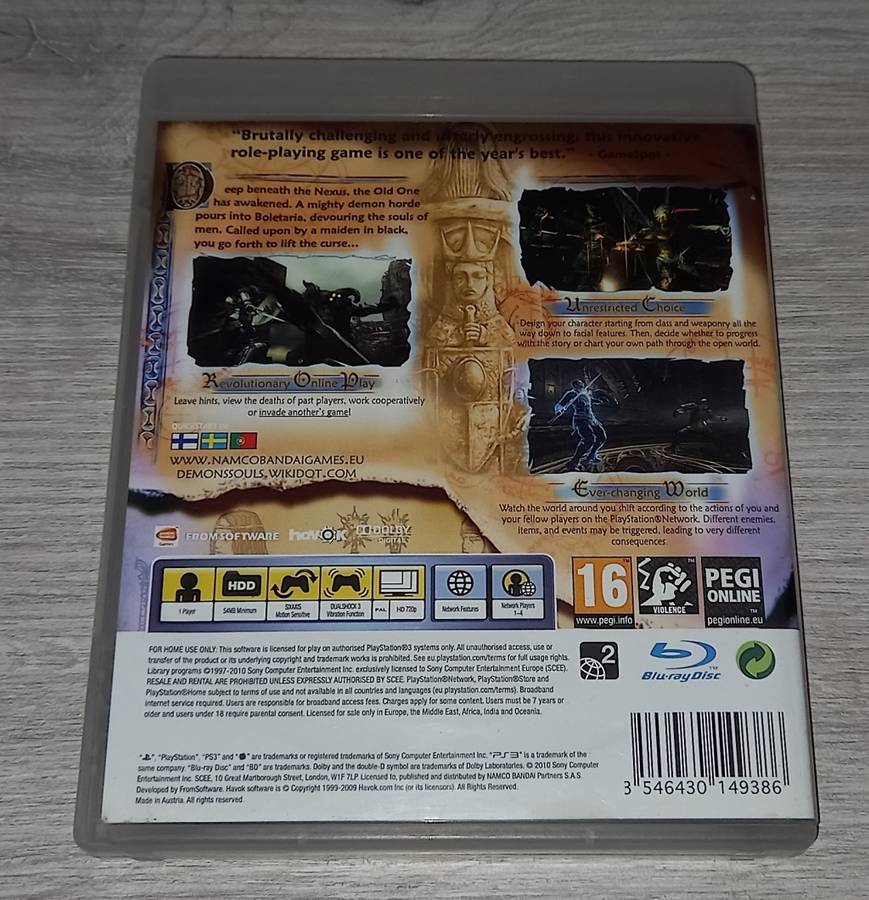 "Brutally challenging and utterly engrossing, this innovative
role-playing game is one of the year's best." - GameSpot -
Deep beneath the Nexus, the Old One
has awakened. A mighty demon horde
pours into Boletaria, devouring the souls of
men. Called upon by a maiden in black,
you go forth to lift the curse...
Revolutionary Online Play
Leave hints, view the deaths of past players, work cooperatively
or invade another's game!
QUICKSTART IN
WWW.NAMCOBANDAIGAMES.EU
DEMONSSOULS.WIKIDOT.COM
Unrestricted Choice
Design your character starting from class and weaponry all the
way down to facial features. Then, decide whether to progress
with the story or chart your own path through the open world.
Ever-changing World
Watch the world around you shift according to the actions of you and
your fellow players on the PlayStation®Network. Different enemies,
items, and events may be triggered, leading to very different
consequences.
Games
FROMSOFTWARE
havok
DOLBY
DIGITAL
1 Player
HDD
54MB Minimum
SIXAXIS
Motion Sensitive
DUALSHOCK 3
Vibration Function
PAL
HD 720p
Network Features
Network Players
1-4
16
www.pegi.info
VIOLENCE
PEGI
ONLINE
TM
pegionline.eu
FOR HOME USE ONLY: This software is licensed for play on authorised PlayStation®3 systems only. All unauthorised access, use or
transfer of the product or its underlying copyright and trademark works is prohibited. See eu.playstation.com/terms for full usage rights.
Library programs ©1997-2010 Sony Computer Entertainment Inc. exclusively licensed to Sony Computer Entertainment Europe (SCEE).
RESALE AND RENTAL ARE PROHIBITED UNLESS EXPRESSLY AUTHORISED BY SCEE. PlayStation®Network, PlayStation®Store and
PlayStation®Home subject to terms of use and not available in all countries and languages (eu.playstation.com/terms). Broadband
internet service required. Users are responsible for broadband access fees. Charges apply for some content. Users must be 7 years or
older and users under 18 require parental consent. Licensed for sale only in Europe, the Middle East, Africa, India and Oceania.
2
Blu-ray Disc
TM
"PlayStation", "PS3" and are trademarks or registered trademarks of Sony Computer Entertainment Inc. "PS3" is a trademark of the
same company. "Blu-ray Disc" and "BD" are trademarks. Dolby and the double-D symbol are trademarks of Dolby Laboratories. © 2010 Sony Computer
Entertainment Inc. SCEE, 10 Great Marlborough Street, London, W1F 7LP. Licensed to, published and distributed by NAMCO BANDAI Partners S.A.S.
Developed by FromSoftware. Havok software is © Copyright 1999-2009 Havok.com Inc (or its licensors). All Rights Reserved.
Made in Austria. All rights reserved.
3 546430 149386